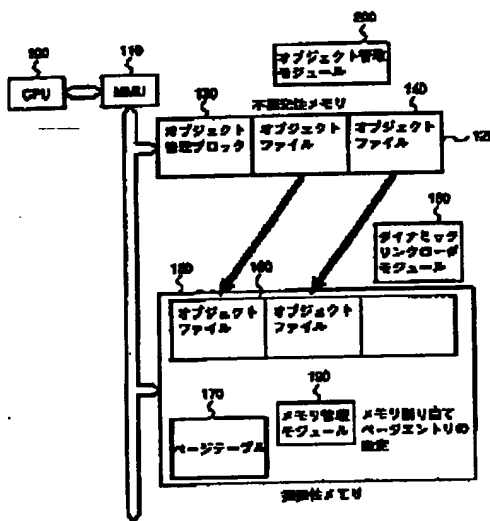 200
オブジェクト管理
モジュール
100
CPU
110
MMU
130
不揮発性メモリ
140
オブジェクト
管理ブロック
オブジェクト
ファイル
オブジェクト
ファイル
120
180
ダイナミック
リンクローダ
モジュール
150
160
オブジェクト
ファイル
オブジェクト
ファイル
170
ページテーブル
190
メモリ管理
モジュール
メモリ割り当て
ページエントリの
設定
揮発性メモリ